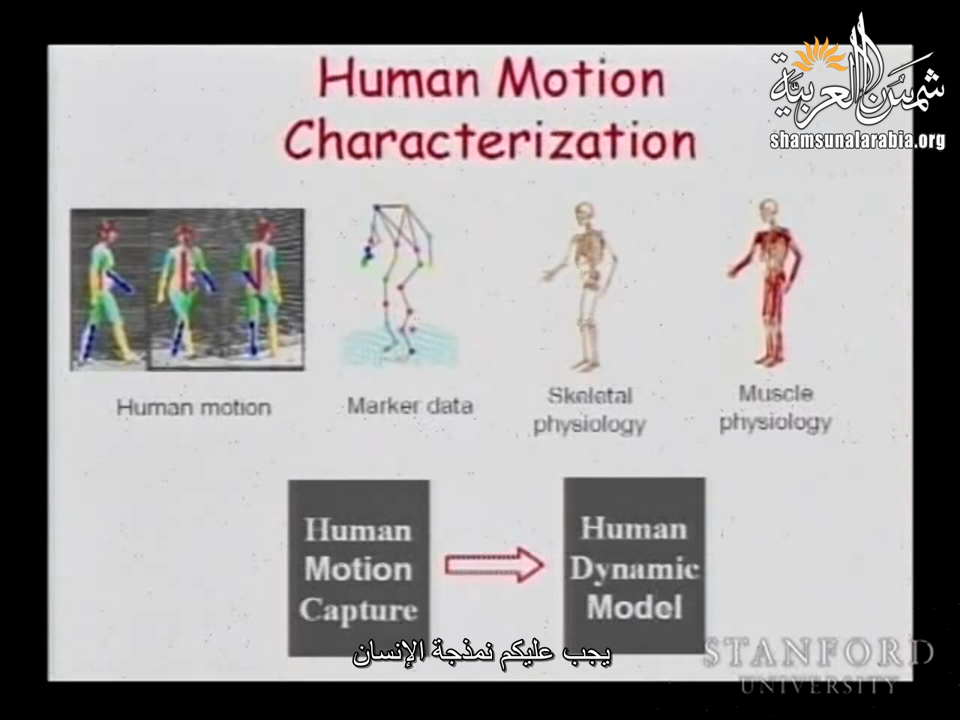 Human Motion
Characterization
شمس العربية
shamsunalarabia.org
Human motion
Marker data
Skeletal
physiology
Muscle
physiology
Human
Motion
Capture
Human
Dynamic
Model
يجب عليكم نمذجة الإنسان
STANFORD
UNIVERSITY